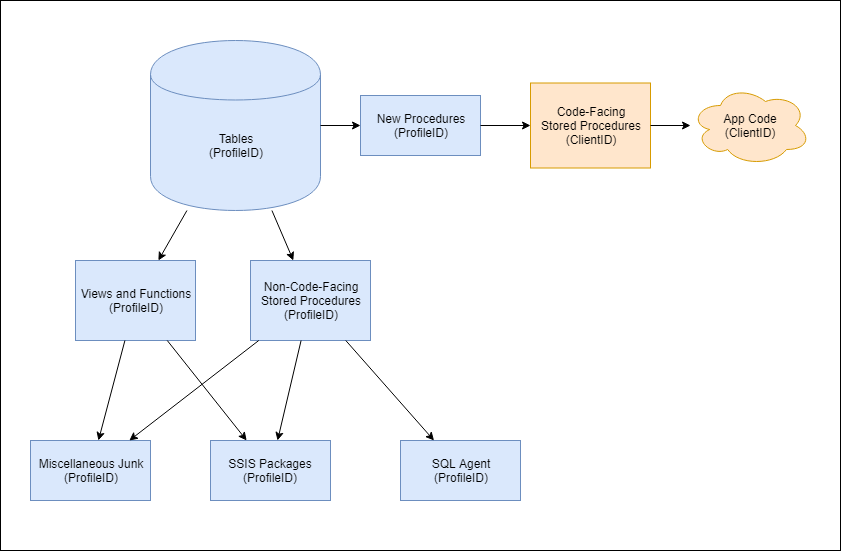 Tables
(ProfileID)
New Procedures
(ProfileID)
Code-Facing
Stored Procedures
(ClientID)
App Code
(ClientID)
Views and Functions
(ProfileID)
Non-Code-Facing
Stored Procedures
(ProfileID)
Miscellaneous Junk
(ProfileID)
SSIS Packages
(ProfileID)
SQL Agent
(ProfileID)